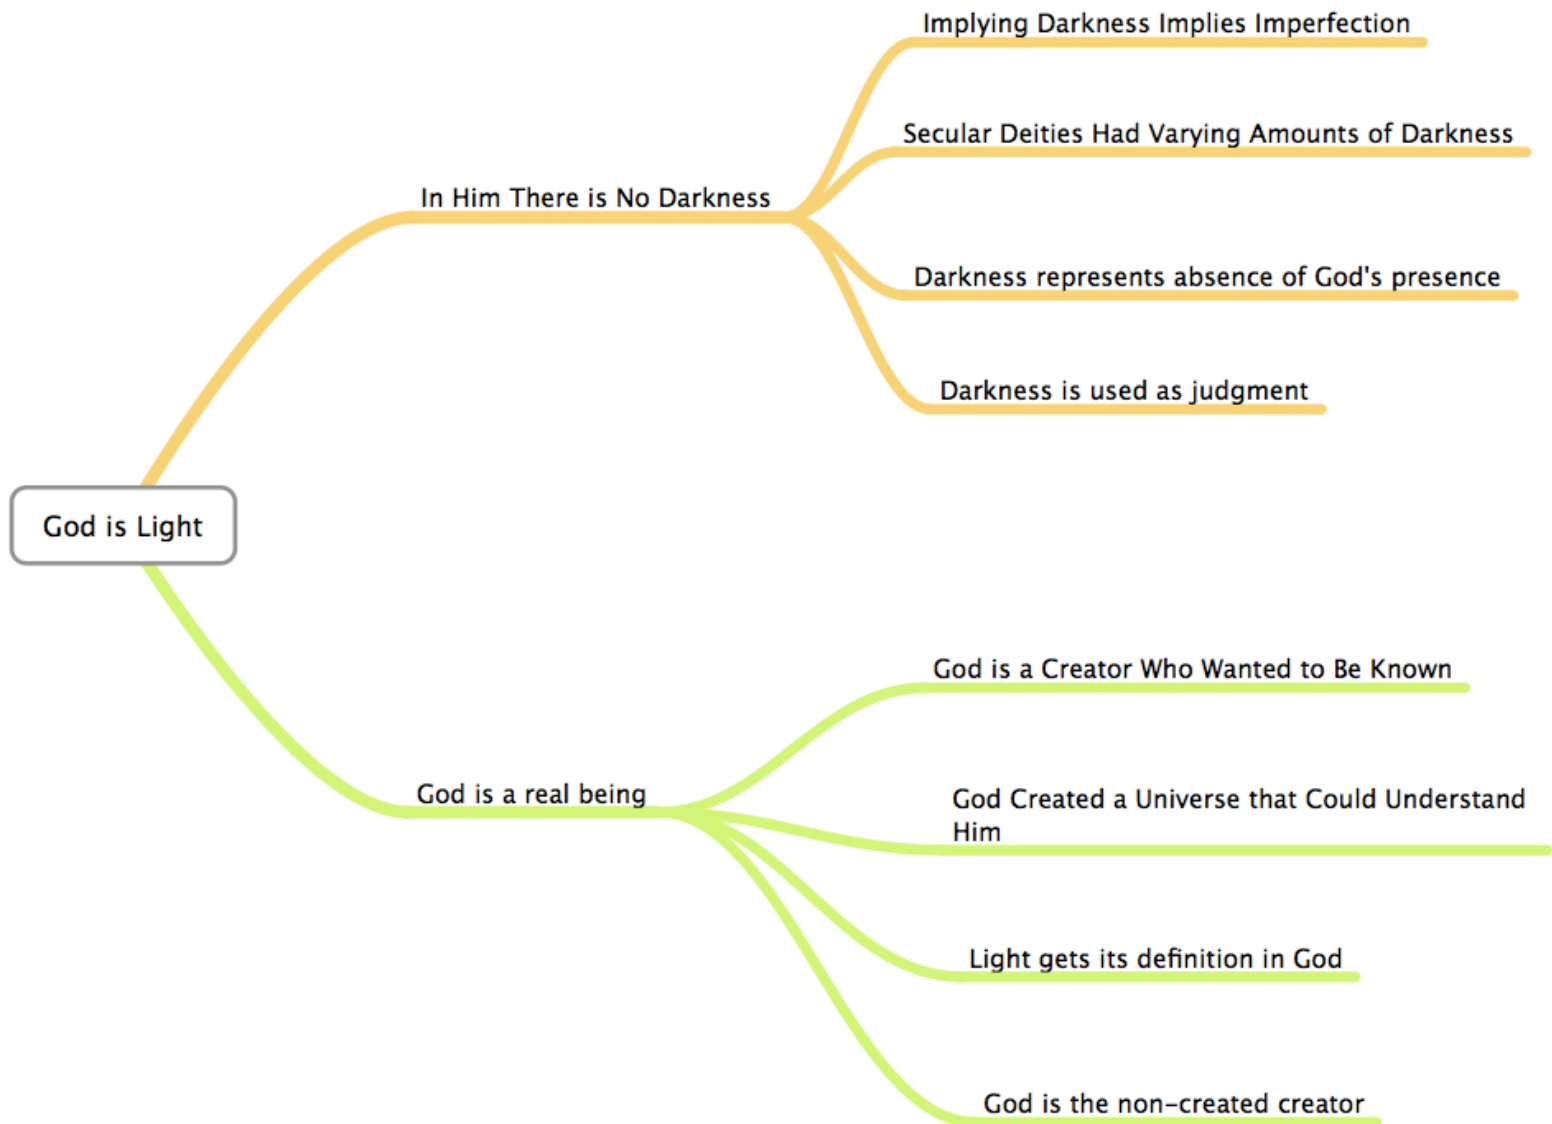 God is Light
In Him There is No Darkness
Implying Darkness Implies Imperfection
Secular Deities Had Varying Amounts of Darkness
Darkness represents absence of God's presence
Darkness is used as judgment
God is a real being
God is a Creator Who Wanted to Be Known
God Created a Universe that Could Understand
Him
Light gets its definition in God
God is the non-created creator